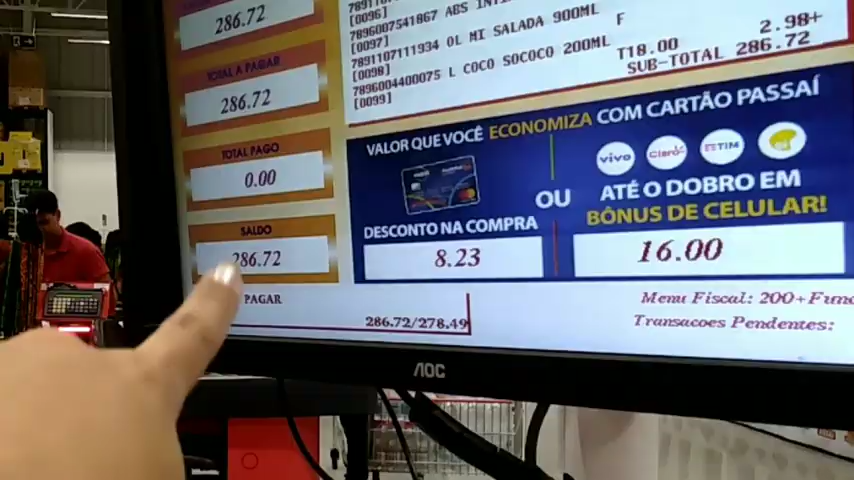 286.72
TOTAL A PAGAR
286.72
TOTAL PAGO
0.00
SALDO
286.72
PAGAR
[0096]
7896007541867 ABS
[0097]
7891107111934 OL MI SALADA 900ML F
[0098]
7896004400075 L COCO SOCOCO 200ML T18.00 2.98+
[0099] SUB-TOTAL 286.72
VALOR QUE VOCÊ ECONOMIZA COM CARTÃO PASSAÍ
vivo Claro TIM
DESCONTO NA COMPRA
8.23
OU
ATÉ O DOBRO EM
BÔNUS DE CELULAR!
16.00
286.72/278.49
Menu Fiscal: 200+Func
Transacoes Pendentes:
AOC